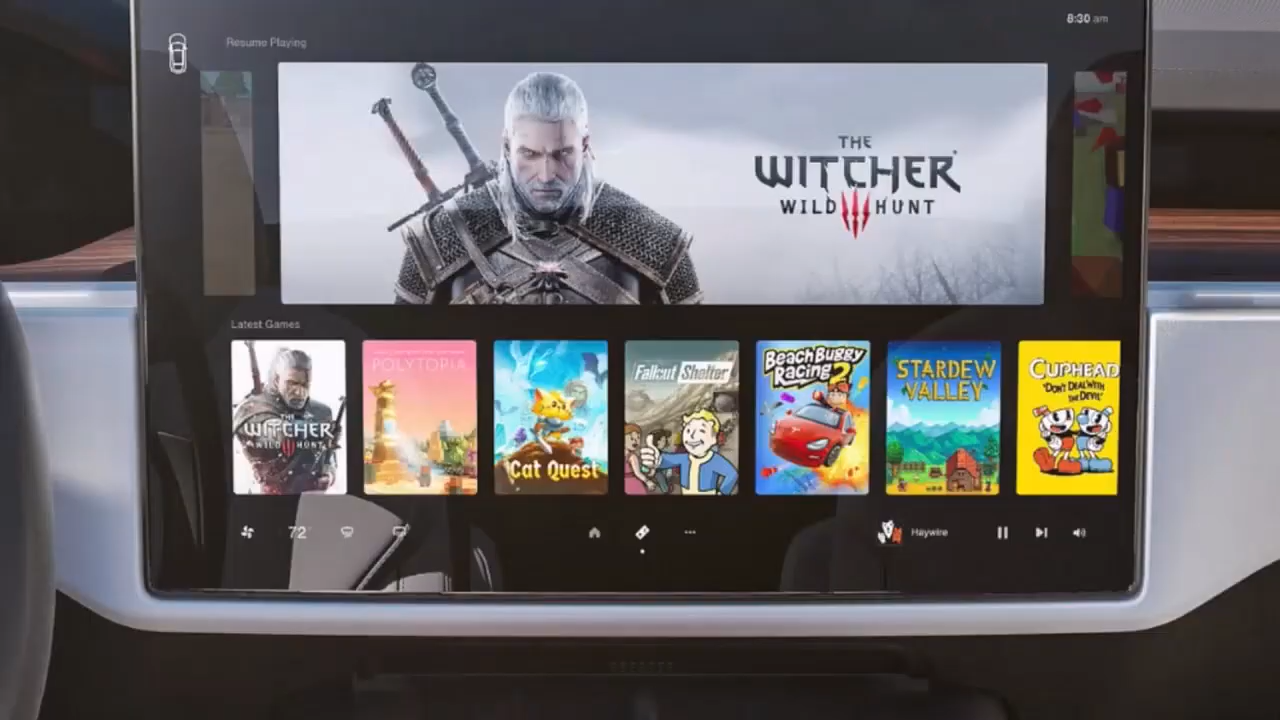 8:30 am
Resume Playing
THE
WITCHER
WILD HUNT
Latest Games
THE
WITCHER
WILD HUNT
POLYTOPIA
Cat Quest
Fallout Shelter
Beach Buggy
Racing 2
STARDEW
VALLEY
CUPHEAD
'DON'T DEAL WITH
THE DEVIL'
72
Haywire